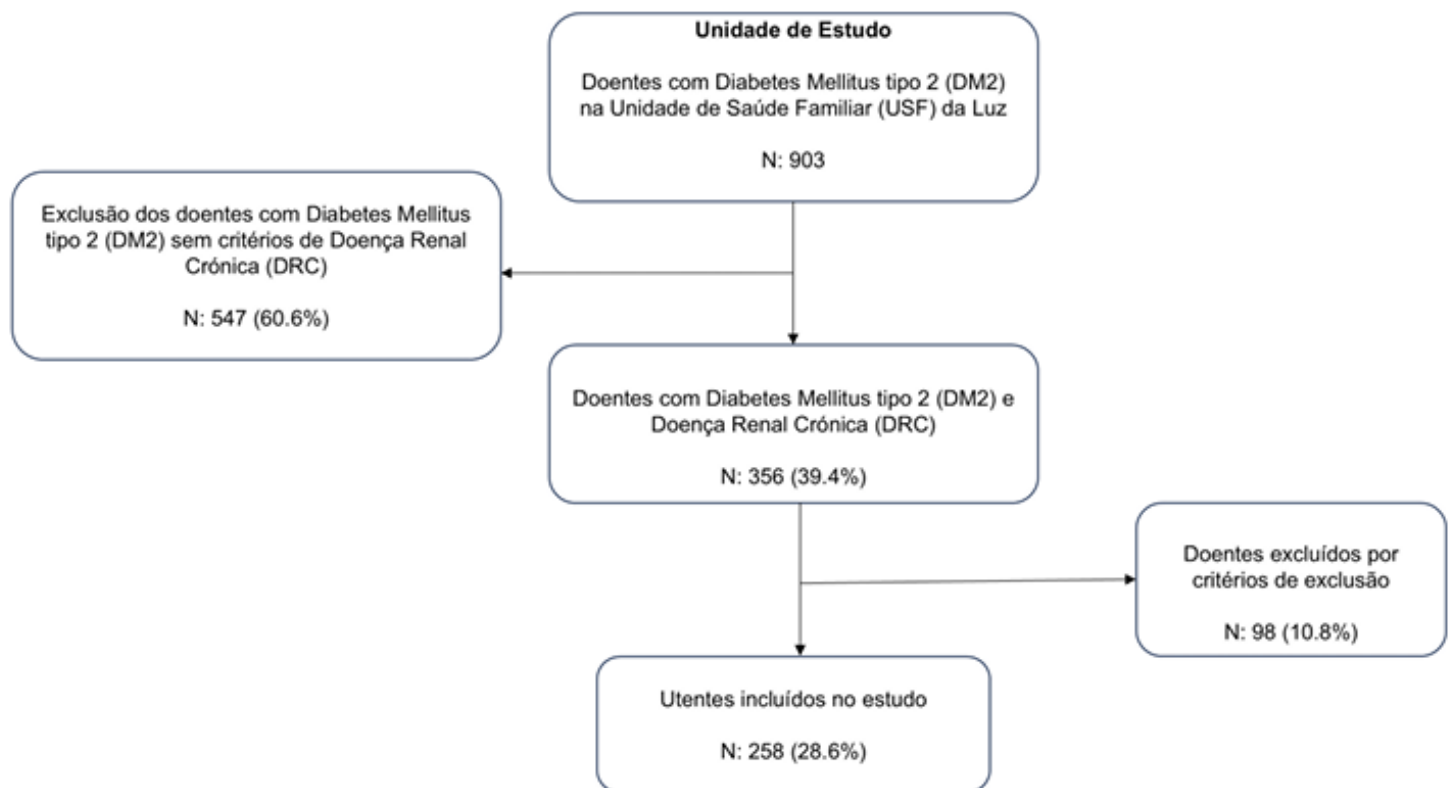 Unidade de Estudo
Doentes com Diabetes Mellitus tipo 2 (DM2)
na Unidade de Saúde Familiar (USF) da Luz
N: 903
Exclusão dos doentes com Diabetes Mellitus
tipo 2 (DM2) sem critérios de Doença Renal
Crónica (DRC)
N: 547 (60.6%)
Doentes com Diabetes Mellitus tipo 2 (DM2) e
Doença Renal Crónica (DRC)
N: 356 (39.4%)
Doentes excluídos por
critérios de exclusão
N: 98 (10.8%)
Utentes incluídos no estudo
N: 258 (28.6%)